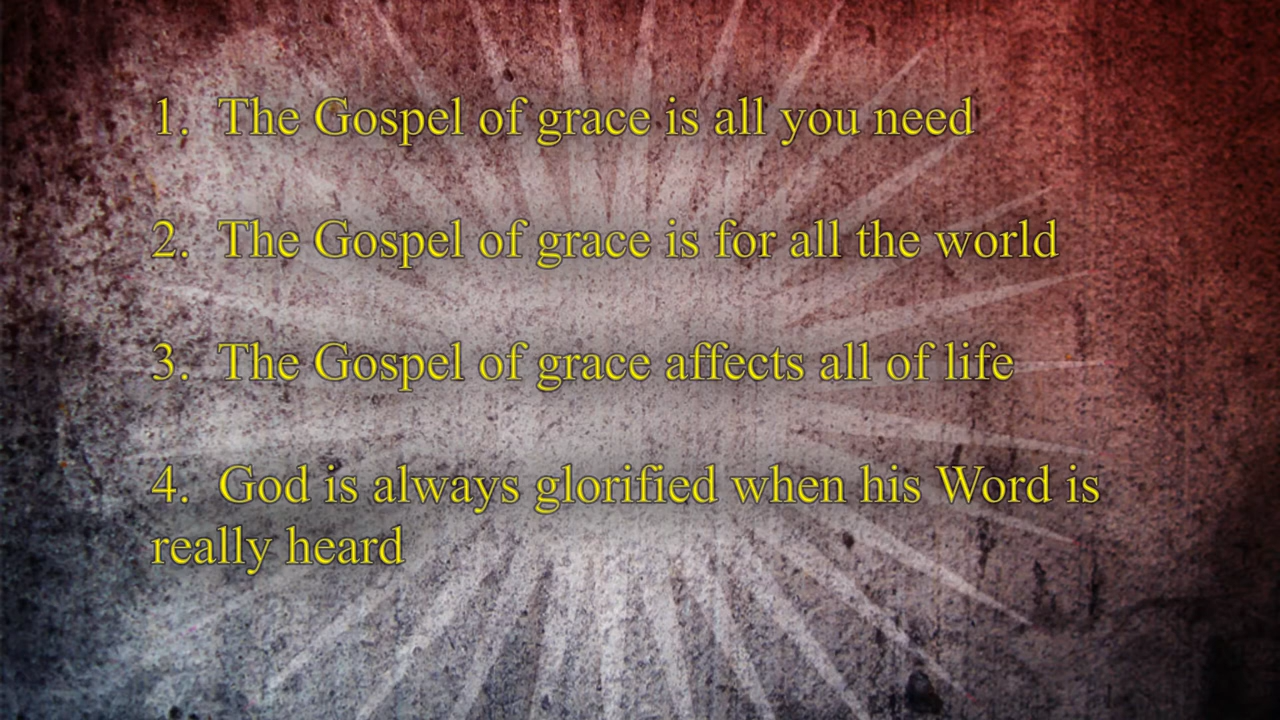 1. The Gospel of grace is all you need
2. The Gospel of grace is for all the world
3. The Gospel of grace affects all of life
4. God is always glorified when his Word is
really heard